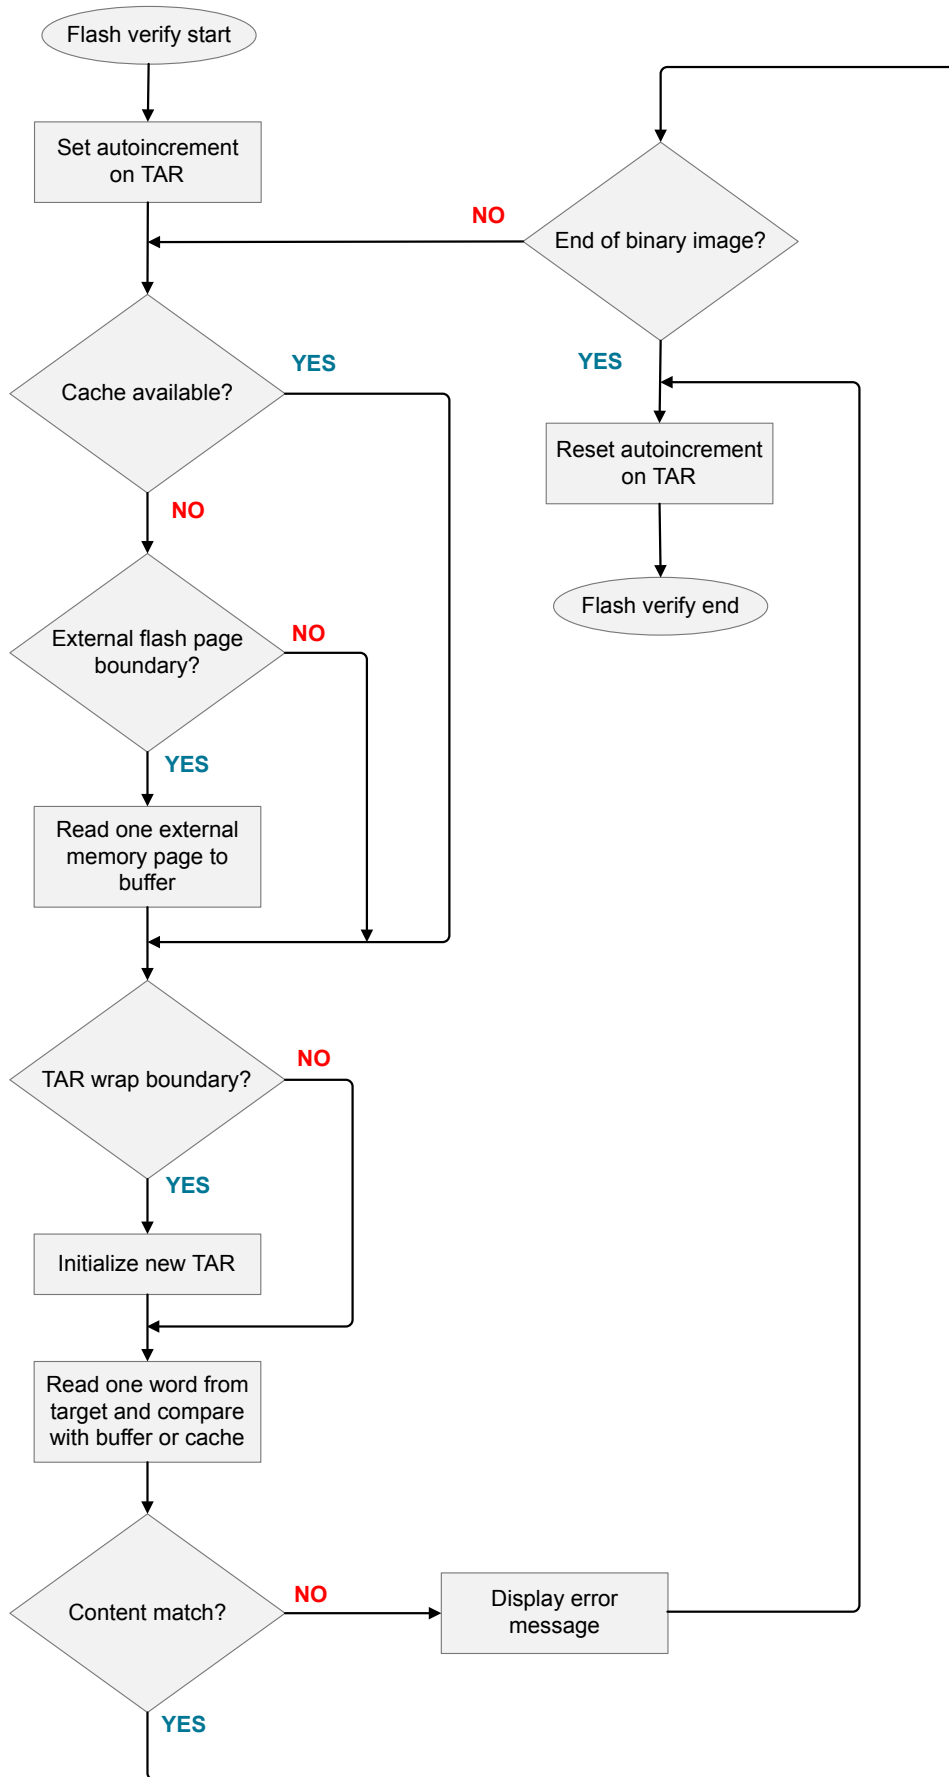 Flash verify start
Set autoincrement
on TAR
NO
End of binary image?
YES
Cache available?
YES
Reset autoincrement
on TAR
NO
Flash verify end
External flash page
boundary?
NO
YES
Read one external
memory page to
buffer
TAR wrap boundary?
NO
YES
Initialize new TAR
Read one word from
target and compare
with buffer or cache
Content match?
NO
Display error
message
YES